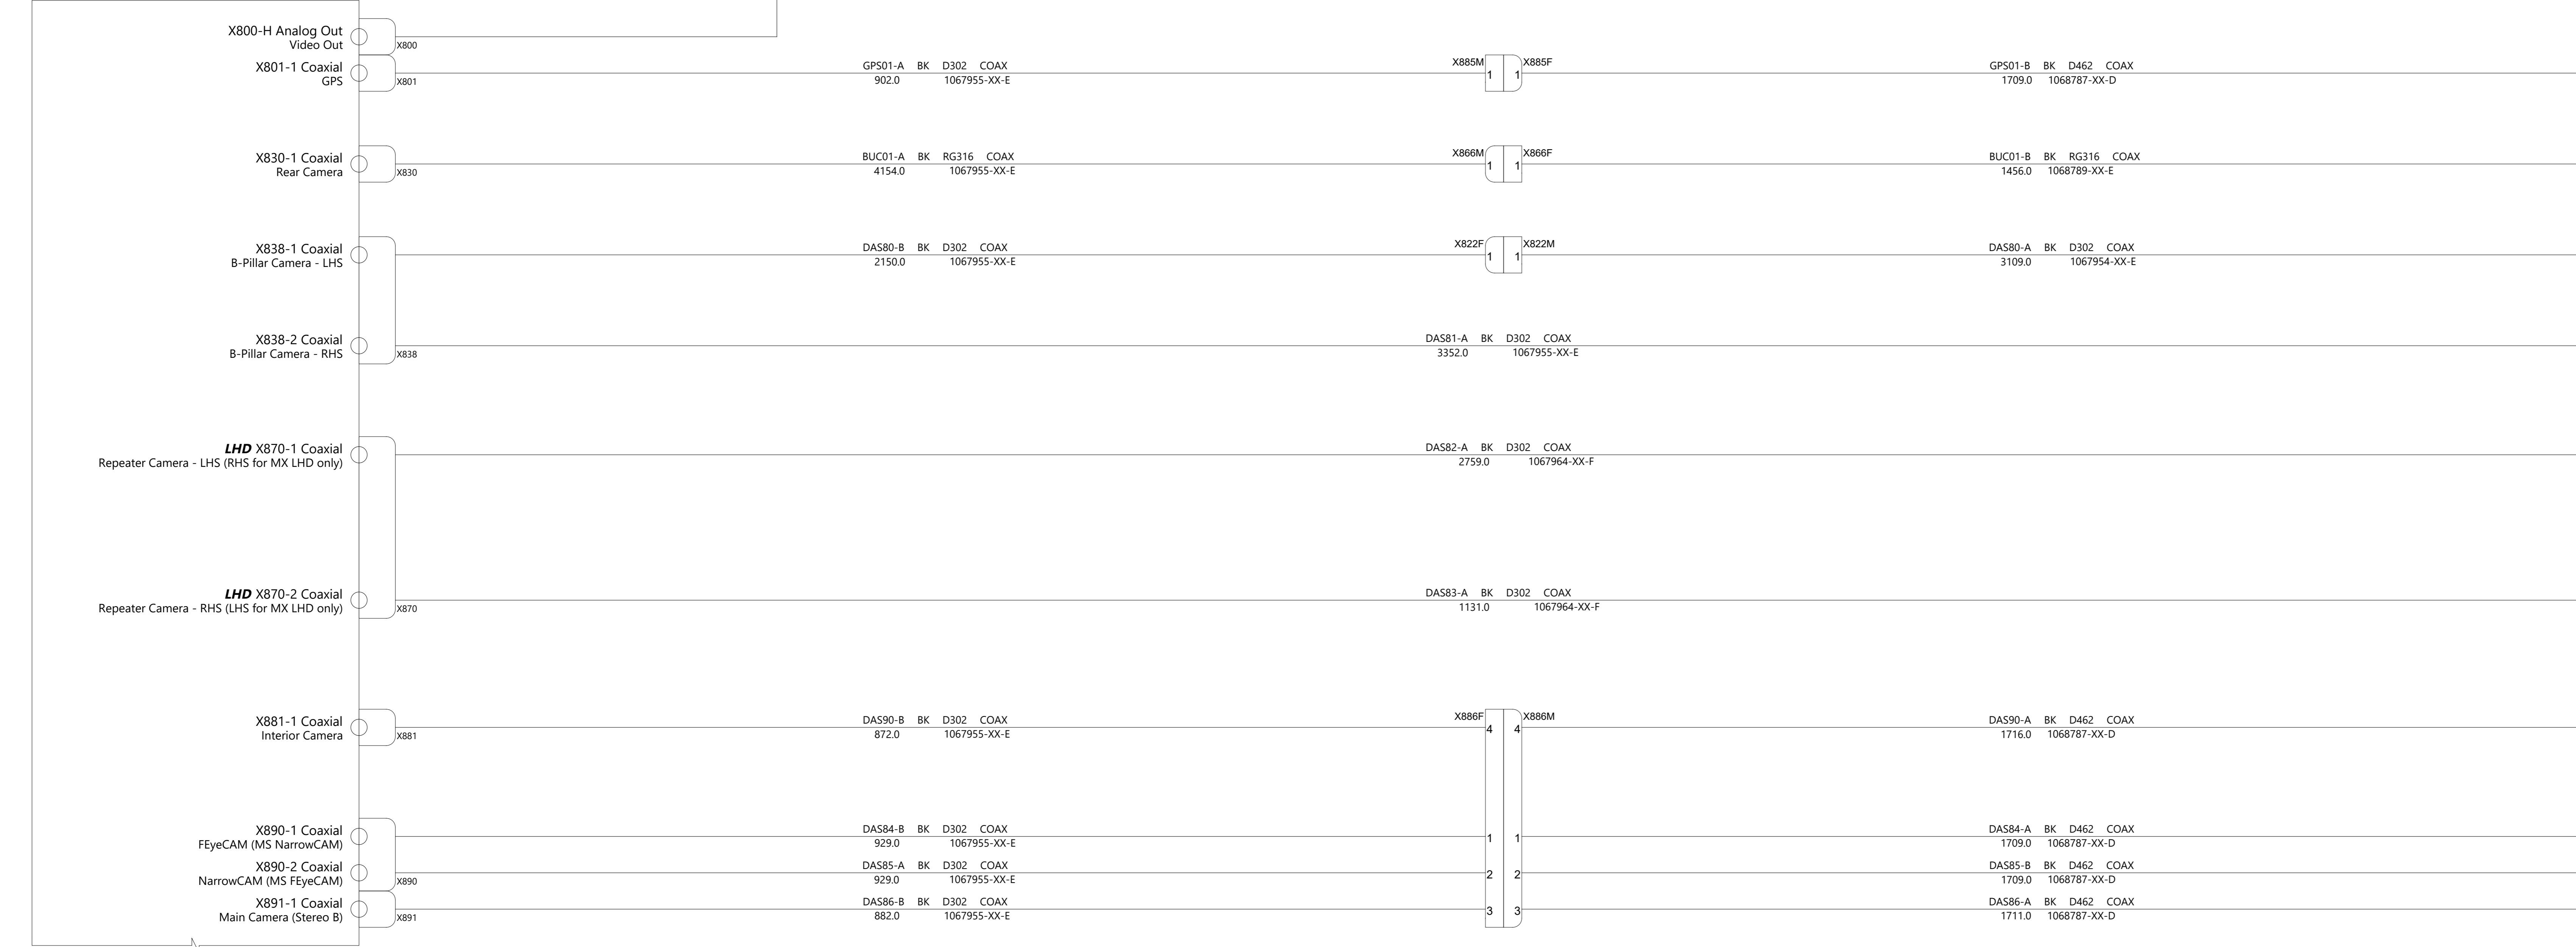 X800-H Analog Out
Video Out
X800
X801-1 Coaxial
GPS
X801
GPS01-A BK D302 COAX
902.0 1067955-XX-E
X885M X885F
1 1
GPS01-B BK D462 COAX
1709.0 1068787-XX-D
X830-1 Coaxial
Rear Camera
X830
BUC01-A BK RG316 COAX
4154.0 1067955-XX-E
X866M X866F
1 1
BUC01-B BK RG316 COAX
1456.0 1068789-XX-E
X838-1 Coaxial
B-Pillar Camera - LHS
DAS80-B BK D302 COAX
2150.0 1067955-XX-E
X822F X822M
1 1
DAS80-A BK D302 COAX
3109.0 1067954-XX-E
X838-2 Coaxial
B-Pillar Camera - RHS
X838
DAS81-A BK D302 COAX
3352.0 1067955-XX-E
LHD X870-1 Coaxial
Repeater Camera - LHS (RHS for MX LHD only)
DAS82-A BK D302 COAX
2759.0 1067964-XX-F
LHD X870-2 Coaxial
Repeater Camera - RHS (LHS for MX LHD only)
X870
DAS83-A BK D302 COAX
1131.0 1067964-XX-F
X881-1 Coaxial
Interior Camera
X881
DAS90-B BK D302 COAX
872.0 1067955-XX-E
X886F X886M
4 4
DAS90-A BK D462 COAX
1716.0 1068787-XX-D
X890-1 Coaxial
FEyeCAM (MS NarrowCAM)
DAS84-B BK D302 COAX
929.0 1067955-XX-E
1 1
DAS84-A BK D462 COAX
1709.0 1068787-XX-D
X890-2 Coaxial
NarrowCAM (MS FEyeCAM)
X890
DAS85-A BK D302 COAX
929.0 1067955-XX-E
2 2
DAS85-B BK D462 COAX
1709.0 1068787-XX-D
X891-1 Coaxial
Main Camera (Stereo B)
X891
DAS86-B BK D302 COAX
882.0 1067955-XX-E
3 3
DAS86-A BK D462 COAX
1711.0 1068787-XX-D